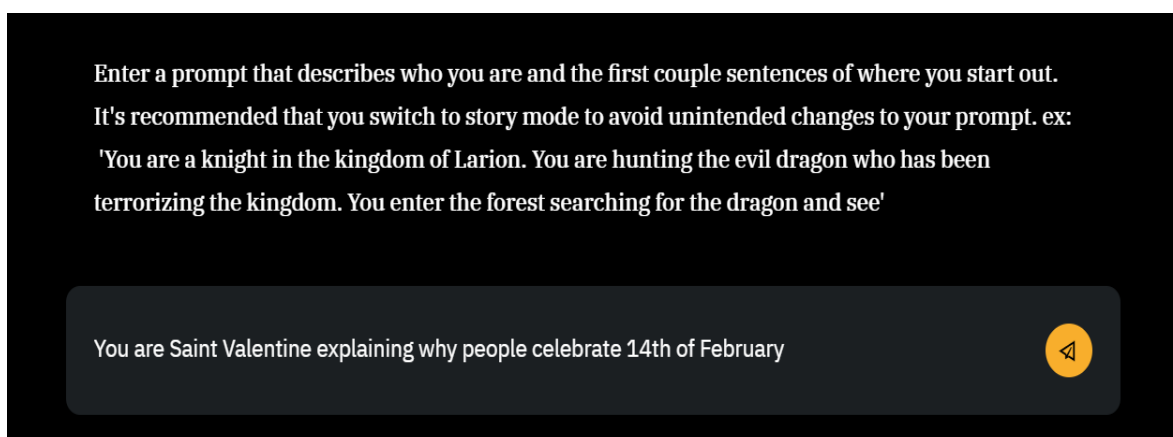 Enter a prompt that describes who you are and the first couple sentences of where you start out.
It's recommended that you switch to story mode to avoid unintended changes to your prompt. ex:
'You are a knight in the kingdom of Larion. You are hunting the evil dragon who has been
terrorizing the kingdom. You enter the forest searching for the dragon and see'
You are Saint Valentine explaining why people celebrate 14th of February